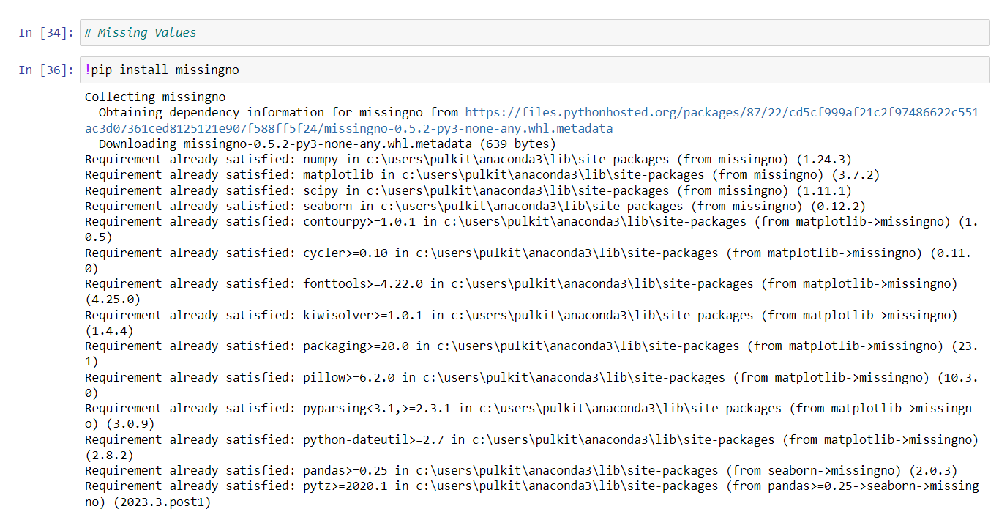 In [34]: # Missing Values
In [36]: !pip install missingno
Collecting missingno
  Obtaining dependency information for missingno from https://files.pythonhosted.org/packages/87/22/cd5cf999af21c2f97486622c551
ac3d07361ced8125121e907f588ff5f24/missingno-0.5.2-py3-none-any.whl.metadata
  Downloading missingno-0.5.2-py3-none-any.whl.metadata (639 bytes)
Requirement already satisfied: numpy in c:\users\pulkit\anaconda3\lib\site-packages (from missingno) (1.24.3)
Requirement already satisfied: matplotlib in c:\users\pulkit\anaconda3\lib\site-packages (from missingno) (3.7.2)
Requirement already satisfied: scipy in c:\users\pulkit\anaconda3\lib\site-packages (from missingno) (1.11.1)
Requirement already satisfied: seaborn in c:\users\pulkit\anaconda3\lib\site-packages (from missingno) (0.12.2)
Requirement already satisfied: contourpy>=1.0.1 in c:\users\pulkit\anaconda3\lib\site-packages (from matplotlib->missingno) (1.
0.5)
Requirement already satisfied: cycler>=0.10 in c:\users\pulkit\anaconda3\lib\site-packages (from matplotlib->missingno) (0.11.
0)
Requirement already satisfied: fonttools>=4.22.0 in c:\users\pulkit\anaconda3\lib\site-packages (from matplotlib->missingno)
(4.25.0)
Requirement already satisfied: kiwisolver>=1.0.1 in c:\users\pulkit\anaconda3\lib\site-packages (from matplotlib->missingno)
(1.4.4)
Requirement already satisfied: packaging>=20.0 in c:\users\pulkit\anaconda3\lib\site-packages (from matplotlib->missingno) (23.
1)
Requirement already satisfied: pillow>=6.2.0 in c:\users\pulkit\anaconda3\lib\site-packages (from matplotlib->missingno) (10.3.
0)
Requirement already satisfied: pyparsing<3.1,>=2.3.1 in c:\users\pulkit\anaconda3\lib\site-packages (from matplotlib->missingn
o) (3.0.9)
Requirement already satisfied: python-dateutil>=2.7 in c:\users\pulkit\anaconda3\lib\site-packages (from matplotlib->missingno)
(2.8.2)
Requirement already satisfied: pandas>=0.25 in c:\users\pulkit\anaconda3\lib\site-packages (from seaborn->missingno) (2.0.3)
Requirement already satisfied: pytz>=2020.1 in c:\users\pulkit\anaconda3\lib\site-packages (from pandas>=0.25->seaborn->missing
no) (2023.3.post1)